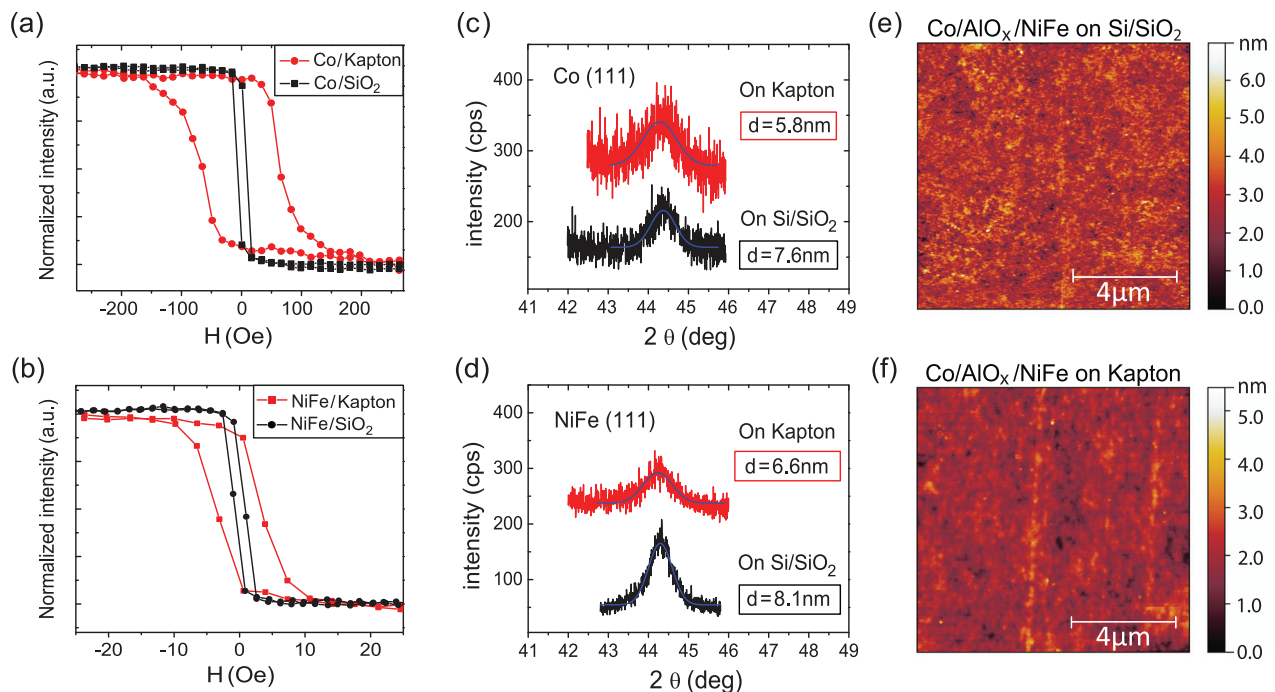 (a)
Normalized intensity (a.u.)
Co/Kapton
Co/SiO2
-200 -100 0 100 200
H (Oe)
(b)
Normalized intensity (a.u.)
NiFe/Kapton
NiFe/SiO2
-20 -10 0 10 20
H (Oe)
(c)
intensity (cps)
400
300
200
Co (111)
On Kapton
d=5.8nm
On Si/SiO2
d=7.6nm
41 42 43 44 45 46 47 48 49
2 θ (deg)
(d)
intensity (cps)
400
300
200
100
NiFe (111)
On Kapton
d=6.6nm
On Si/SiO2
d=8.1nm
41 42 43 44 45 46 47 48 49
2 θ (deg)
(e)
Co/AlOX/NiFe on Si/SiO2
4μm
nm
6.0
5.0
4.0
3.0
2.0
1.0
0.0
(f)
Co/AlOX/NiFe on Kapton
4μm
nm
5.0
4.0
3.0
2.0
1.0
0.0